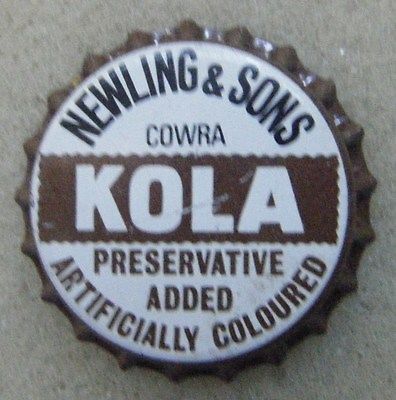 NEWLING & SONS
COWRA
KOLA
PRESERVATIVE
ADDED
ARTIFICIALLY COLOURED